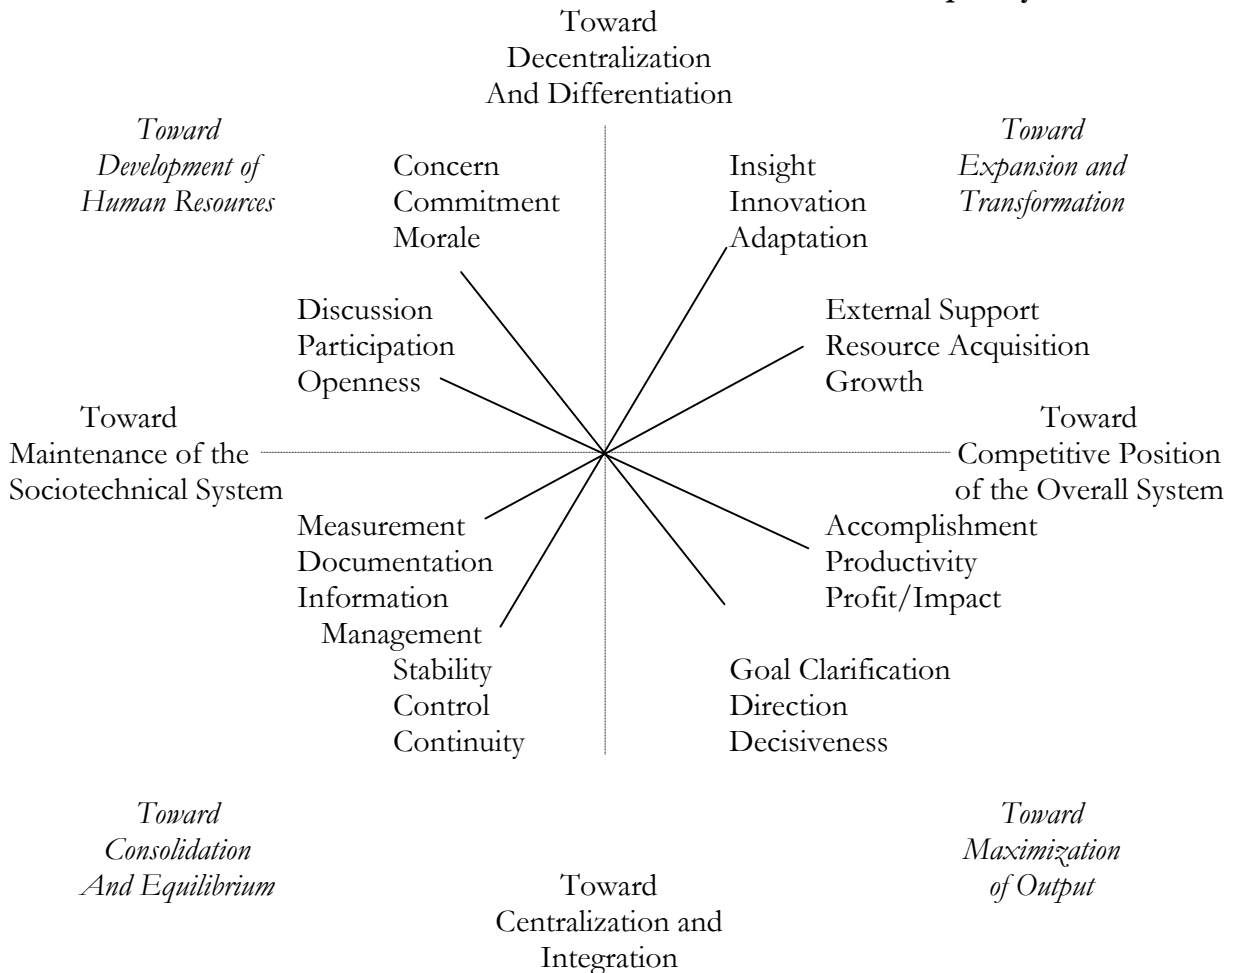 Toward
Decentralization
And Differentiation
Toward
Development of
Human Resources
Concern
Commitment
Morale
Insight
Innovation
Adaptation
Toward
Expansion and
Transformation
Discussion
Participation
Openness
External Support
Resource Acquisition
Growth
Toward
Maintenance of the
Sociotechnical System
Toward
Competitive Position
of the Overall System
Measurement
Documentation
Information
Management
Accomplishment
Productivity
Profit/Impact
Stability
Control
Continuity
Goal Clarification
Direction
Decisiveness
Toward
Consolidation
And Equilibrium
Toward
Centralization and
Integration
Toward
Maximization
of Output